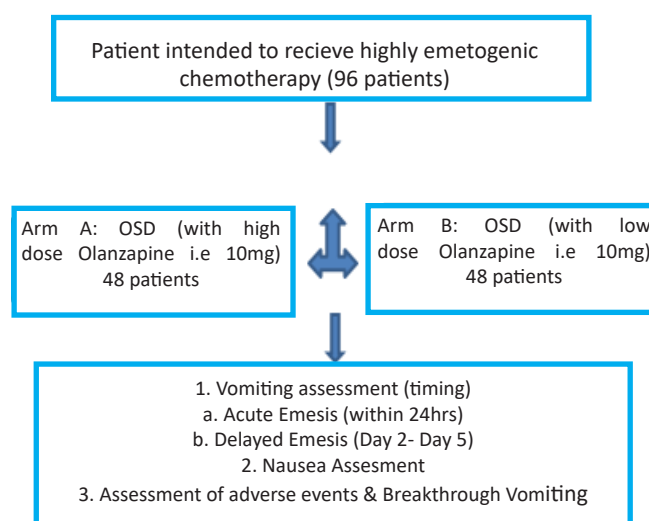 Patient intended to recieve highly emetogenic
chemotherapy (96 patients)
Arm A: OSD (with high
dose Olanzapine i.e 10mg)
48 patients
Arm B: OSD (with low
dose Olanzapine i.e 10mg)
48 patients
1. Vomiting assessment (timing)
a. Acute Emesis (within 24hrs)
b. Delayed Emesis (Day 2- Day 5)
2. Nausea Assesment
3. Assessment of adverse events & Breakthrough Vomiting